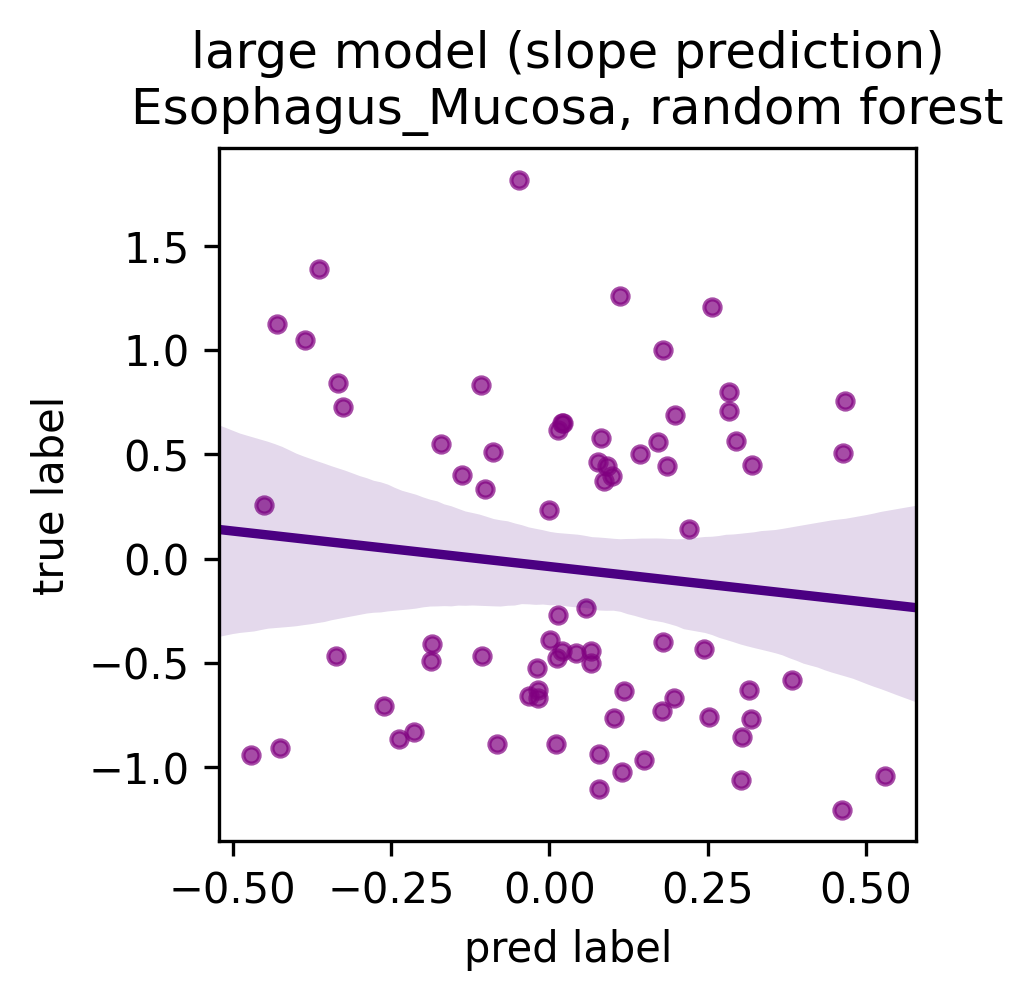 large model (slope prediction)
Esophagus_Mucosa, random forest
true label
1.5
1.0
0.5
0.0
−0.5
−1.0
−0.50
−0.25
0.00
0.25
0.50
pred label